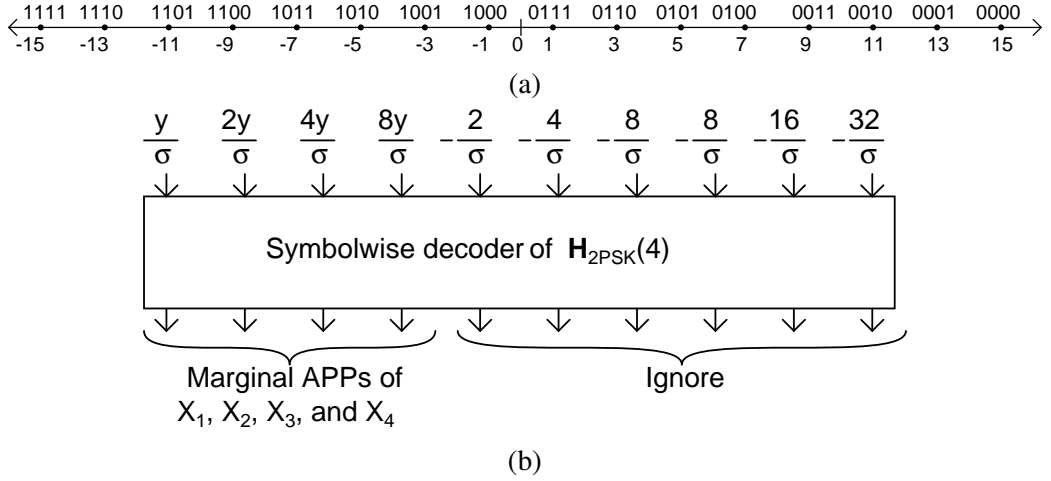 1111 1110 1101 1100 1011 1010 1001 1000 0111 0110 0101 0100 0011 0010 0001 0000
-15 -13 -11 -9 -7 -5 -3 -1 0 1 3 5 7 9 11 13 15
(a)
y 2y 4y 8y 2 4 8 8 16 32
σ σ σ σ - σ - σ - σ - σ - σ - σ
Symbolwise decoder of H2PSK(4)
Marginal APPs of
X1, X2, X3, and X4
Ignore
(b)